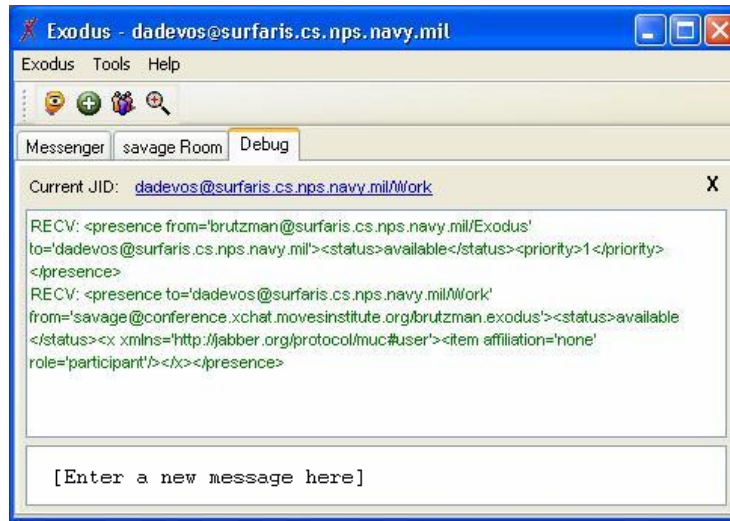 Exodus - dadevos@surfaris.cs.nps.navy.mil
Exodus Tools Help
Messenger savage Room Debug
Current JID: dadevos@surfaris.cs.nps.navy.mil/Work X
RECV: <presence from='brutzman@surfaris.cs.nps.navy.mil/Exodus'
to='dadevos@surfaris.cs.nps.navy.mil'><status>available</status><priority>1</priority>
</presence>
RECV: <presence to='dadevos@surfaris.cs.nps.navy.mil/Work'
from='savage@conference.xchat.movesinstitute.org/brutzman.exodus'><status>available
</status><x xmlns='http://jabber.org/protocol/muc#user'><item affiliation='none'
role='participant'/></x></presence>
[Enter a new message here]